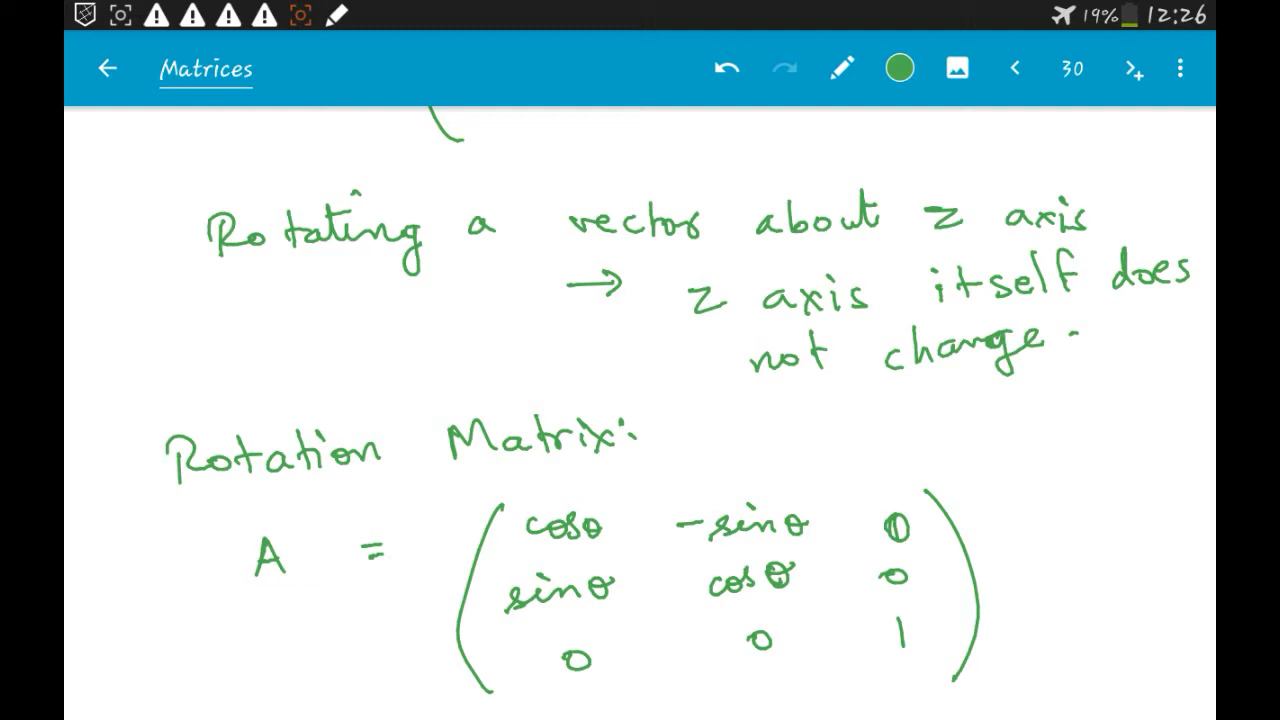 19% 12:26
Matrices 30
Rotating a vector about z axis
→ z axis itself does
not change.
Rotation Matrix:
A = ( cosθ -sinθ 0
sinθ cosθ 0
0 0 1 )